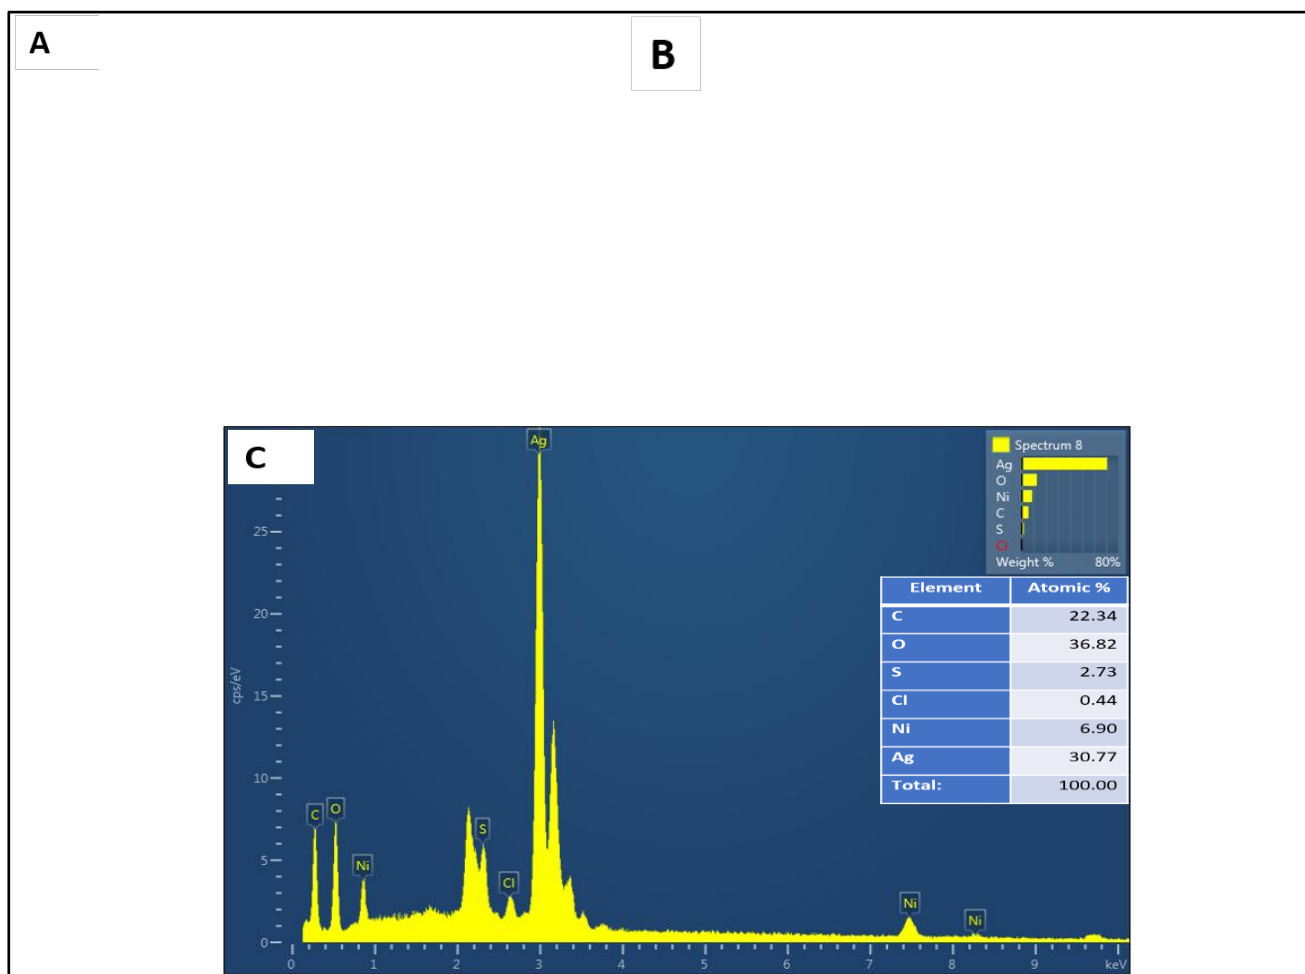 A
B
C
Spectrum 8
Ag
O
Ni
C
S
Cl
Weight % 80%
Element Atomic %
C 22.34
O 36.82
S 2.73
Cl 0.44
Ni 6.90
Ag 30.77
Total: 100.00
Ag
25
20
15
10
5
0
cps/eV
C
O
Ni
S
Cl
Ni
Ni
0 1 2 3 4 5 6 7 8 9 keV